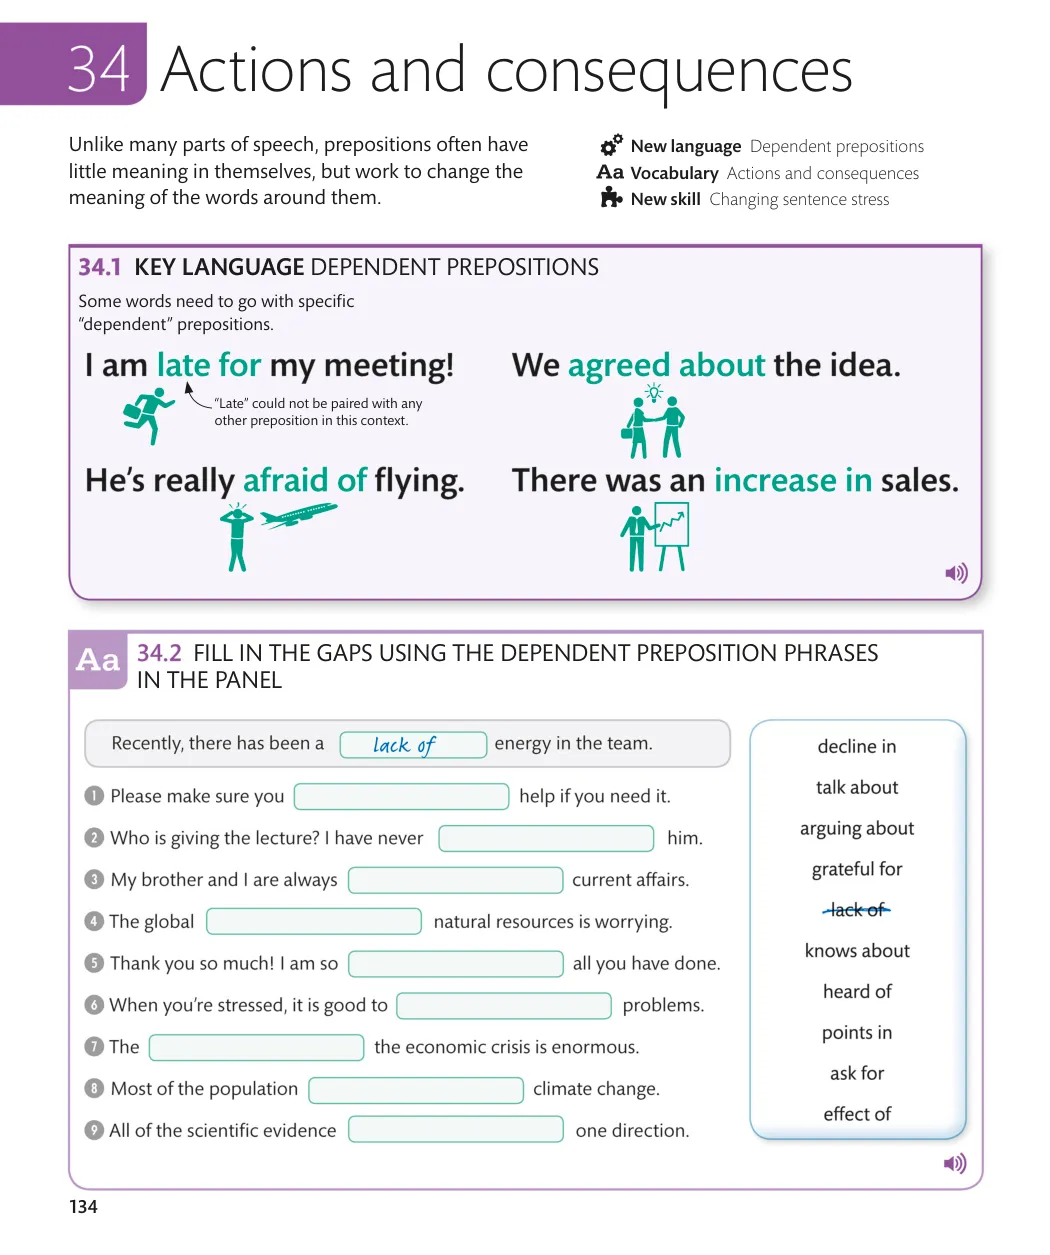 34 Actions and consequences
Unlike many parts of speech, prepositions often have
little meaning in themselves, but work to change the
meaning of the words around them.
New language Dependent prepositions
Aa Vocabulary Actions and consequences
New skill Changing sentence stress
34.1 KEY LANGUAGE DEPENDENT PREPOSITIONS
Some words need to go with specific
“dependent” prepositions.
I am late for my meeting!
“Late” could not be paired with any
other preposition in this context.
We agreed about the idea.
He’s really afraid of flying.
There was an increase in sales.
Aa 34.2 FILL IN THE GAPS USING THE DEPENDENT PREPOSITION PHRASES
IN THE PANEL
Recently, there has been a lack of energy in the team.
1 Please make sure you help if you need it.
2 Who is giving the lecture? I have never him.
3 My brother and I are always current affairs.
4 The global natural resources is worrying.
5 Thank you so much! I am so all you have done.
6 When you’re stressed, it is good to problems.
7 The the economic crisis is enormous.
8 Most of the population climate change.
9 All of the scientific evidence one direction.
decline in
talk about
arguing about
grateful for
lack of
knows about
heard of
points in
ask for
effect of
134